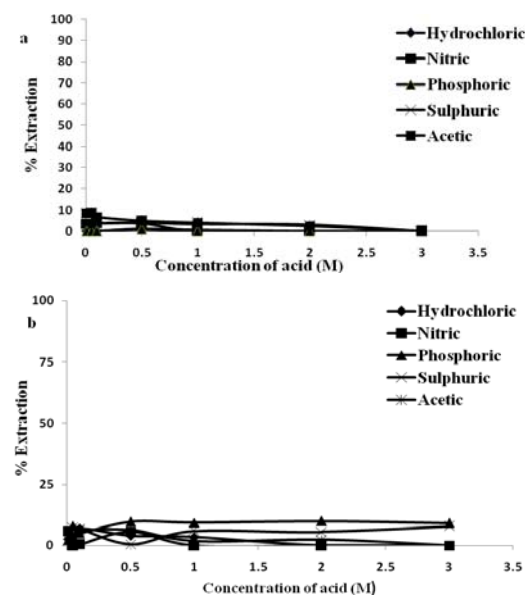 a
% Extraction
100
90
80
70
60
50
40
30
20
10
0
0 0.5 1 1.5 2 2.5 3 3.5
Concentration of acid (M)
Hydrochloric
Nitric
Phosphoric
Sulphuric
Acetic
b
% Extraction
100
75
50
25
0
0 0.5 1 1.5 2 2.5 3 3.5
Concentration of acid (M)
Hydrochloric
Nitric
Phosphoric
Sulphuric
Acetic